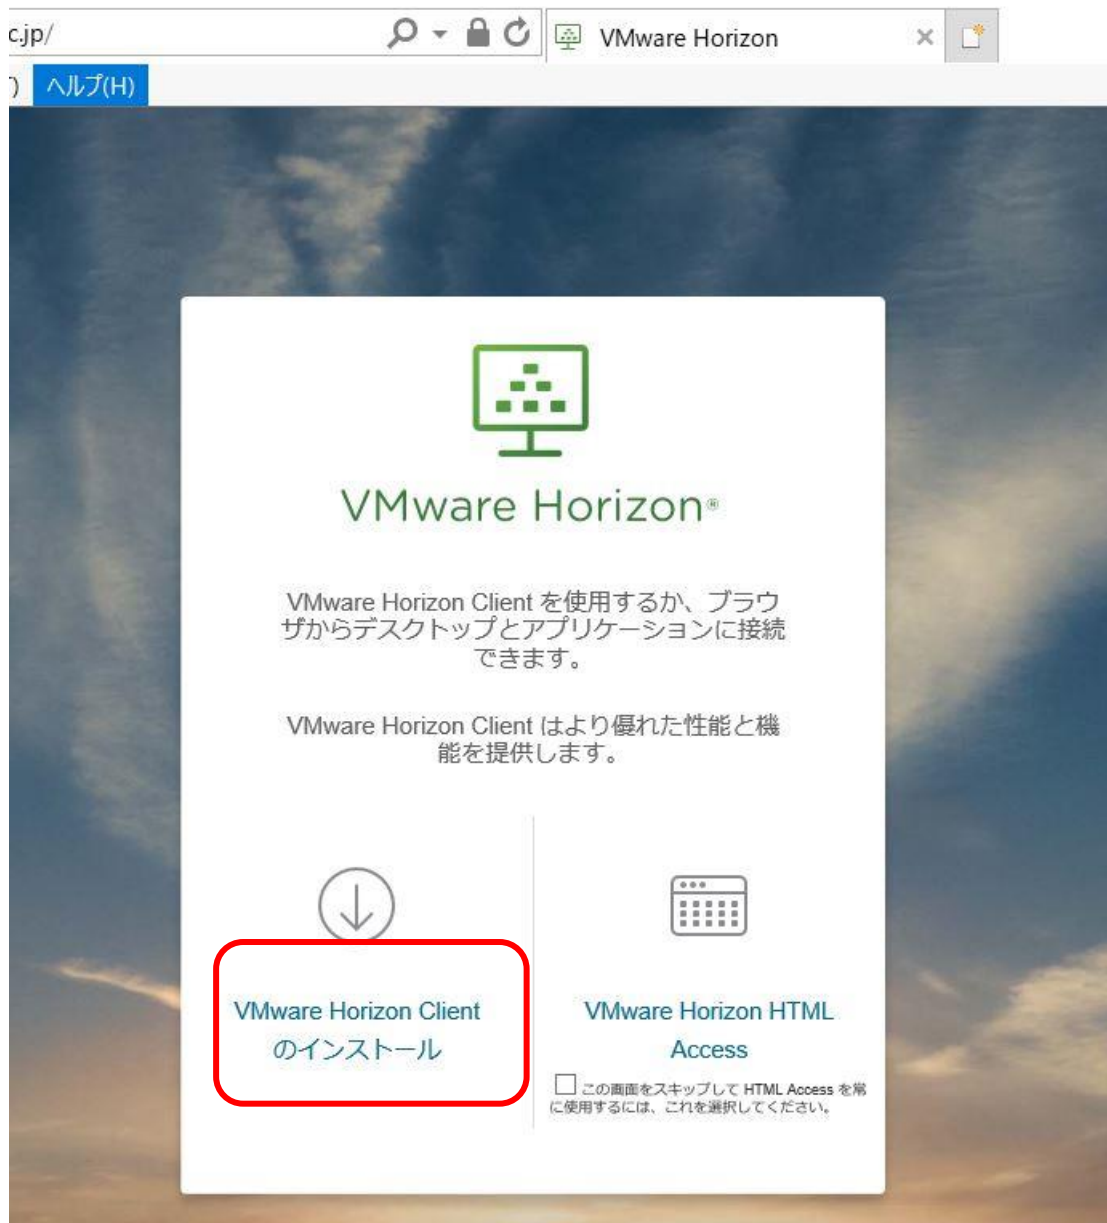 c.jp/
VMware Horizon
ヘルプ(H)
VMware Horizon®
VMware Horizon Client を使用するか、ブラウ
ザからデスクトップとアプリケーションに接続
できます。
VMware Horizon Client はより優れた性能と機
能を提供します。
VMware Horizon Client
のインストール
VMware Horizon HTML
Access
この画面をスキップして HTML Access を常
に使用するには、これを選択してください。